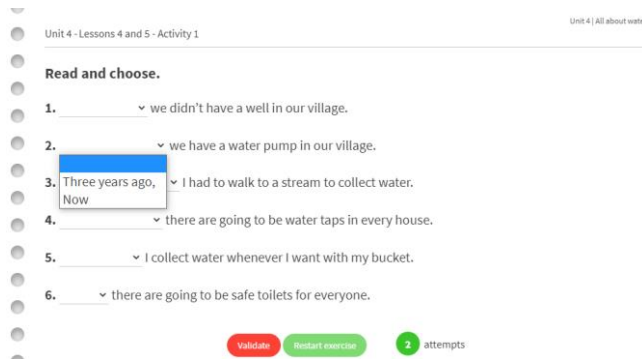 Unit 4 | All about wate
Unit 4 - Lessons 4 and 5 - Activity 1
Read and choose.
1. we didn't have a well in our village.
2. we have a water pump in our village.
Three years ago,
Now
3. I had to walk to a stream to collect water.
4. there are going to be water taps in every house.
5. I collect water whenever I want with my bucket.
6. there are going to be safe toilets for everyone.
Validate Restart exercise 2 attempts